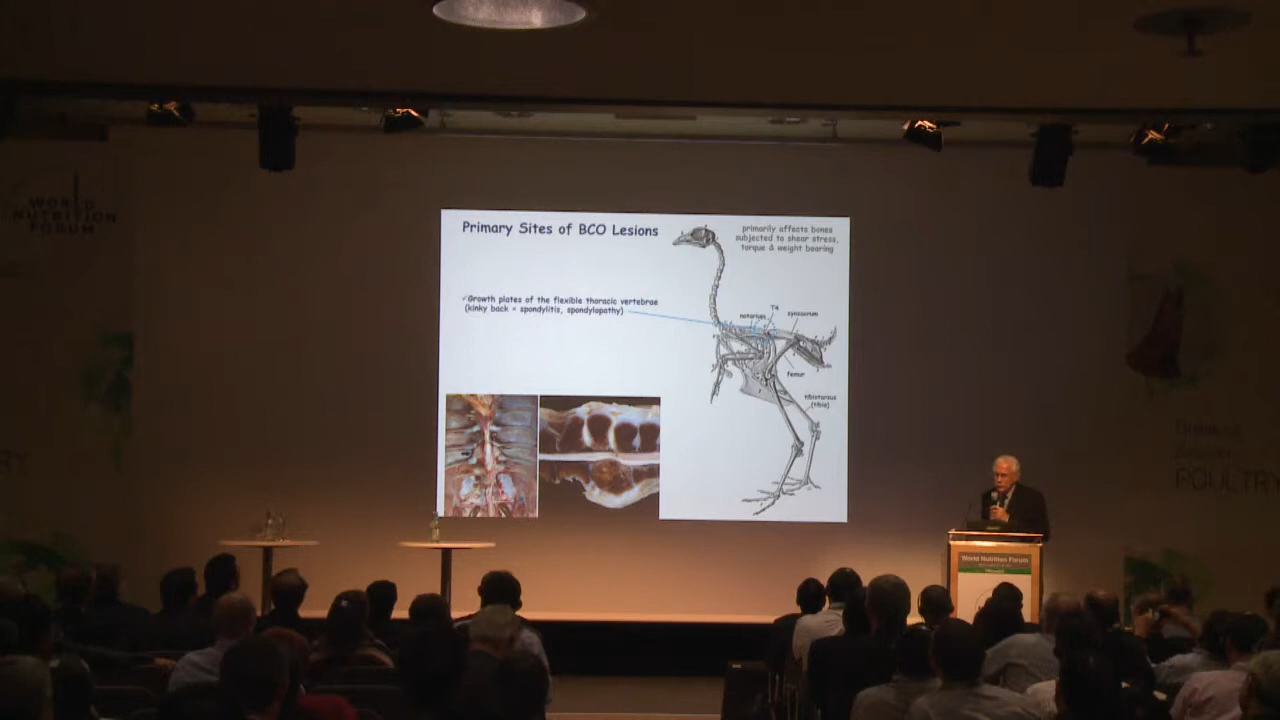 WORLD
NUTRITION
FORUM
Primary Sites of BCO Lesions
primarily affects bones
subjected to shear stress,
torque & weight bearing
✓Growth plates of the flexible thoracic vertebrae
(kinky back = spondylitis, spondylopathy)
notarium
T4
synsacrum
femur
tibiotarsus
(tibia)
POULTRY
World Nutrition Forum